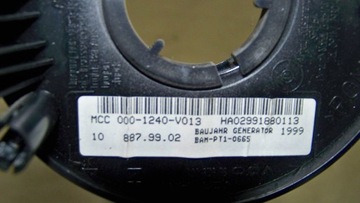 MCC 000-1240-V013 HA02991880113
10 887.99.02 BAUJAHR GENERATOR 1999
BAM-PT1-0665